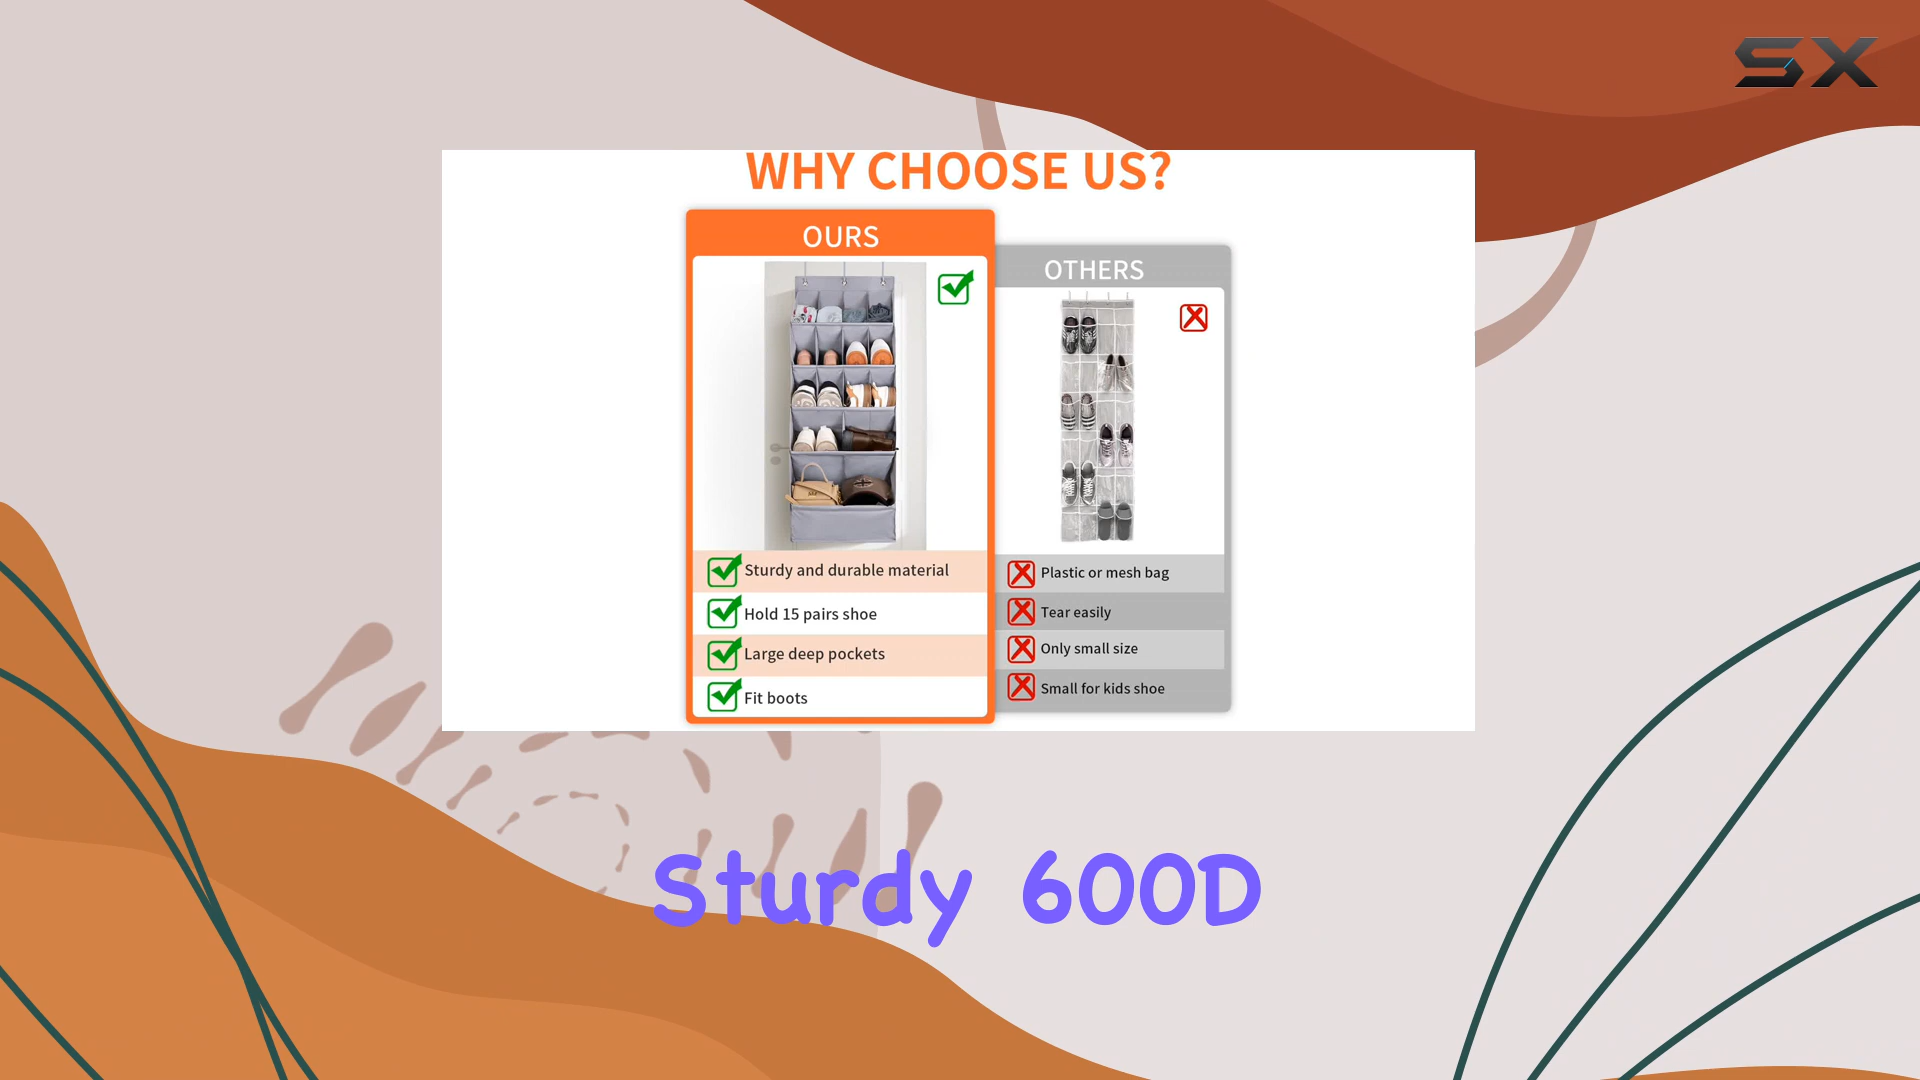 SX
WHY CHOOSE US?
OURS
OTHERS
Sturdy and durable material
Hold 15 pairs shoe
Large deep pockets
Fit boots
Plastic or mesh bag
Tear easily
Only small size
Small for kids shoe
Sturdy 600D